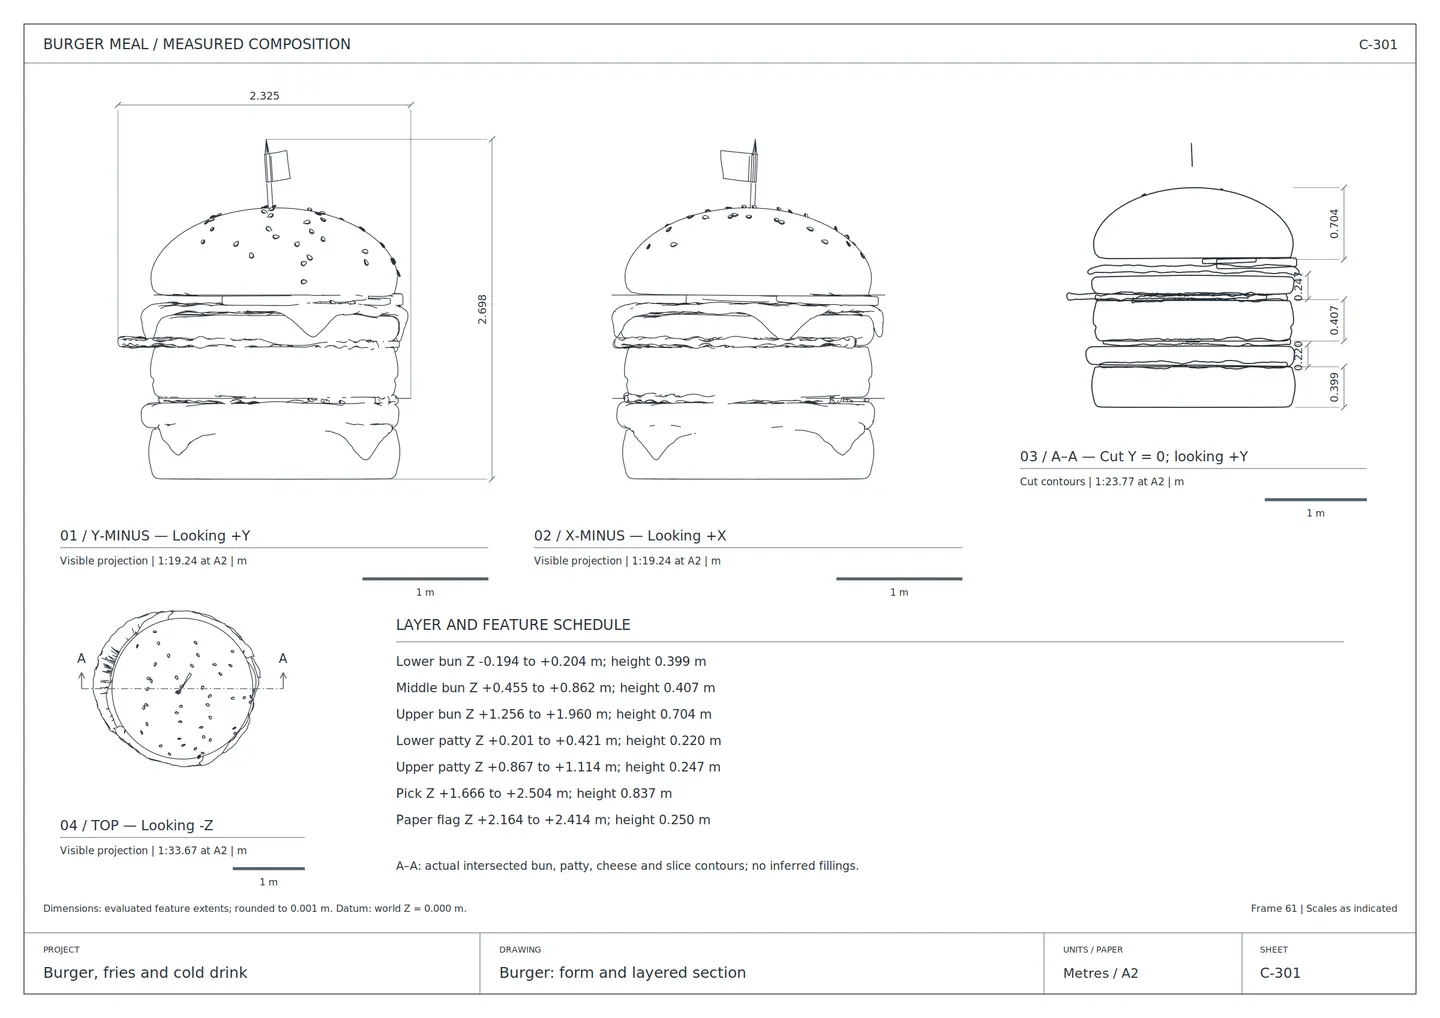 BURGER MEAL / MEASURED COMPOSITION
C-301
2.325
2.698
0.704
0.247
0.407
0.220
0.399
03 / A–A — Cut Y = 0; looking +Y
Cut contours | 1:23.77 at A2 | m
1 m
01 / Y-MINUS — Looking +Y
Visible projection | 1:19.24 at A2 | m
1 m
02 / X-MINUS — Looking +X
Visible projection | 1:19.24 at A2 | m
1 m
A
A
04 / TOP — Looking -Z
Visible projection | 1:33.67 at A2 | m
1 m
LAYER AND FEATURE SCHEDULE
Lower bun Z -0.194 to +0.204 m; height 0.399 m
Middle bun Z +0.455 to +0.862 m; height 0.407 m
Upper bun Z +1.256 to +1.960 m; height 0.704 m
Lower patty Z +0.201 to +0.421 m; height 0.220 m
Upper patty Z +0.867 to +1.114 m; height 0.247 m
Pick Z +1.666 to +2.504 m; height 0.837 m
Paper flag Z +2.164 to +2.414 m; height 0.250 m
A–A: actual intersected bun, patty, cheese and slice contours; no inferred fillings.
Dimensions: evaluated feature extents; rounded to 0.001 m. Datum: world Z = 0.000 m.
Frame 61 | Scales as indicated
PROJECT
Burger, fries and cold drink
DRAWING
Burger: form and layered section
UNITS / PAPER
Metres / A2
SHEET
C-301